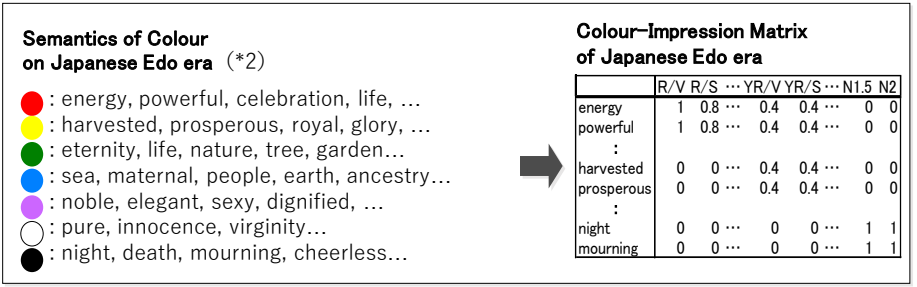 Semantics of Colour
on Japanese Edo era (*2)
: energy, powerful, celebration, life, …
: harvested, prosperous, royal, glory, …
: eternity, life, nature, tree, garden…
: sea, maternal, people, earth, ancestry…
: noble, elegant, sexy, dignified, …
: pure, innocence, virginity…
: night, death, mourning, cheerless…
Colour-Impression Matrix
of Japanese Edo era
R/V R/S … YR/V YR/S … N1.5 N2
energy 1 0.8 … 0.4 0.4 … 0 0
powerful 1 0.8 … 0.4 0.4 … 0 0
:
harvested 0 0 … 0.4 0.4 … 0 0
prosperous 0 0 … 0.4 0.4 … 0 0
:
night 0 0 … 0 0 … 1 1
mourning 0 0 … 0 0 … 1 1